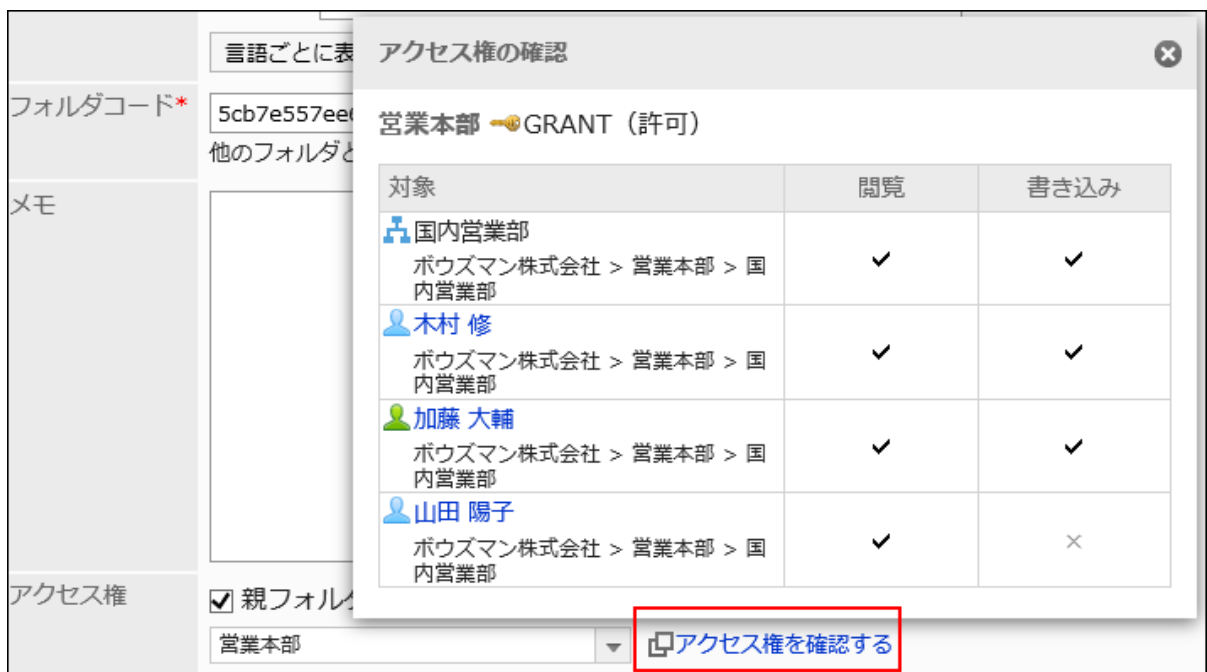 アクセス権の確認
言語ごとに表
フォルダコード*
5cb7e557ee
他のフォルダと
メモ
営業本部 GRANT（許可）
対象 閲覧 書き込み
国内営業部
ボウズマン株式会社 > 営業本部 > 国
内営業部
木村 修
ボウズマン株式会社 > 営業本部 > 国
内営業部
加藤 大輔
ボウズマン株式会社 > 営業本部 > 国
内営業部
山田 陽子
ボウズマン株式会社 > 営業本部 > 国
内営業部
アクセス権
親フォルダ
営業本部
アクセス権を確認する